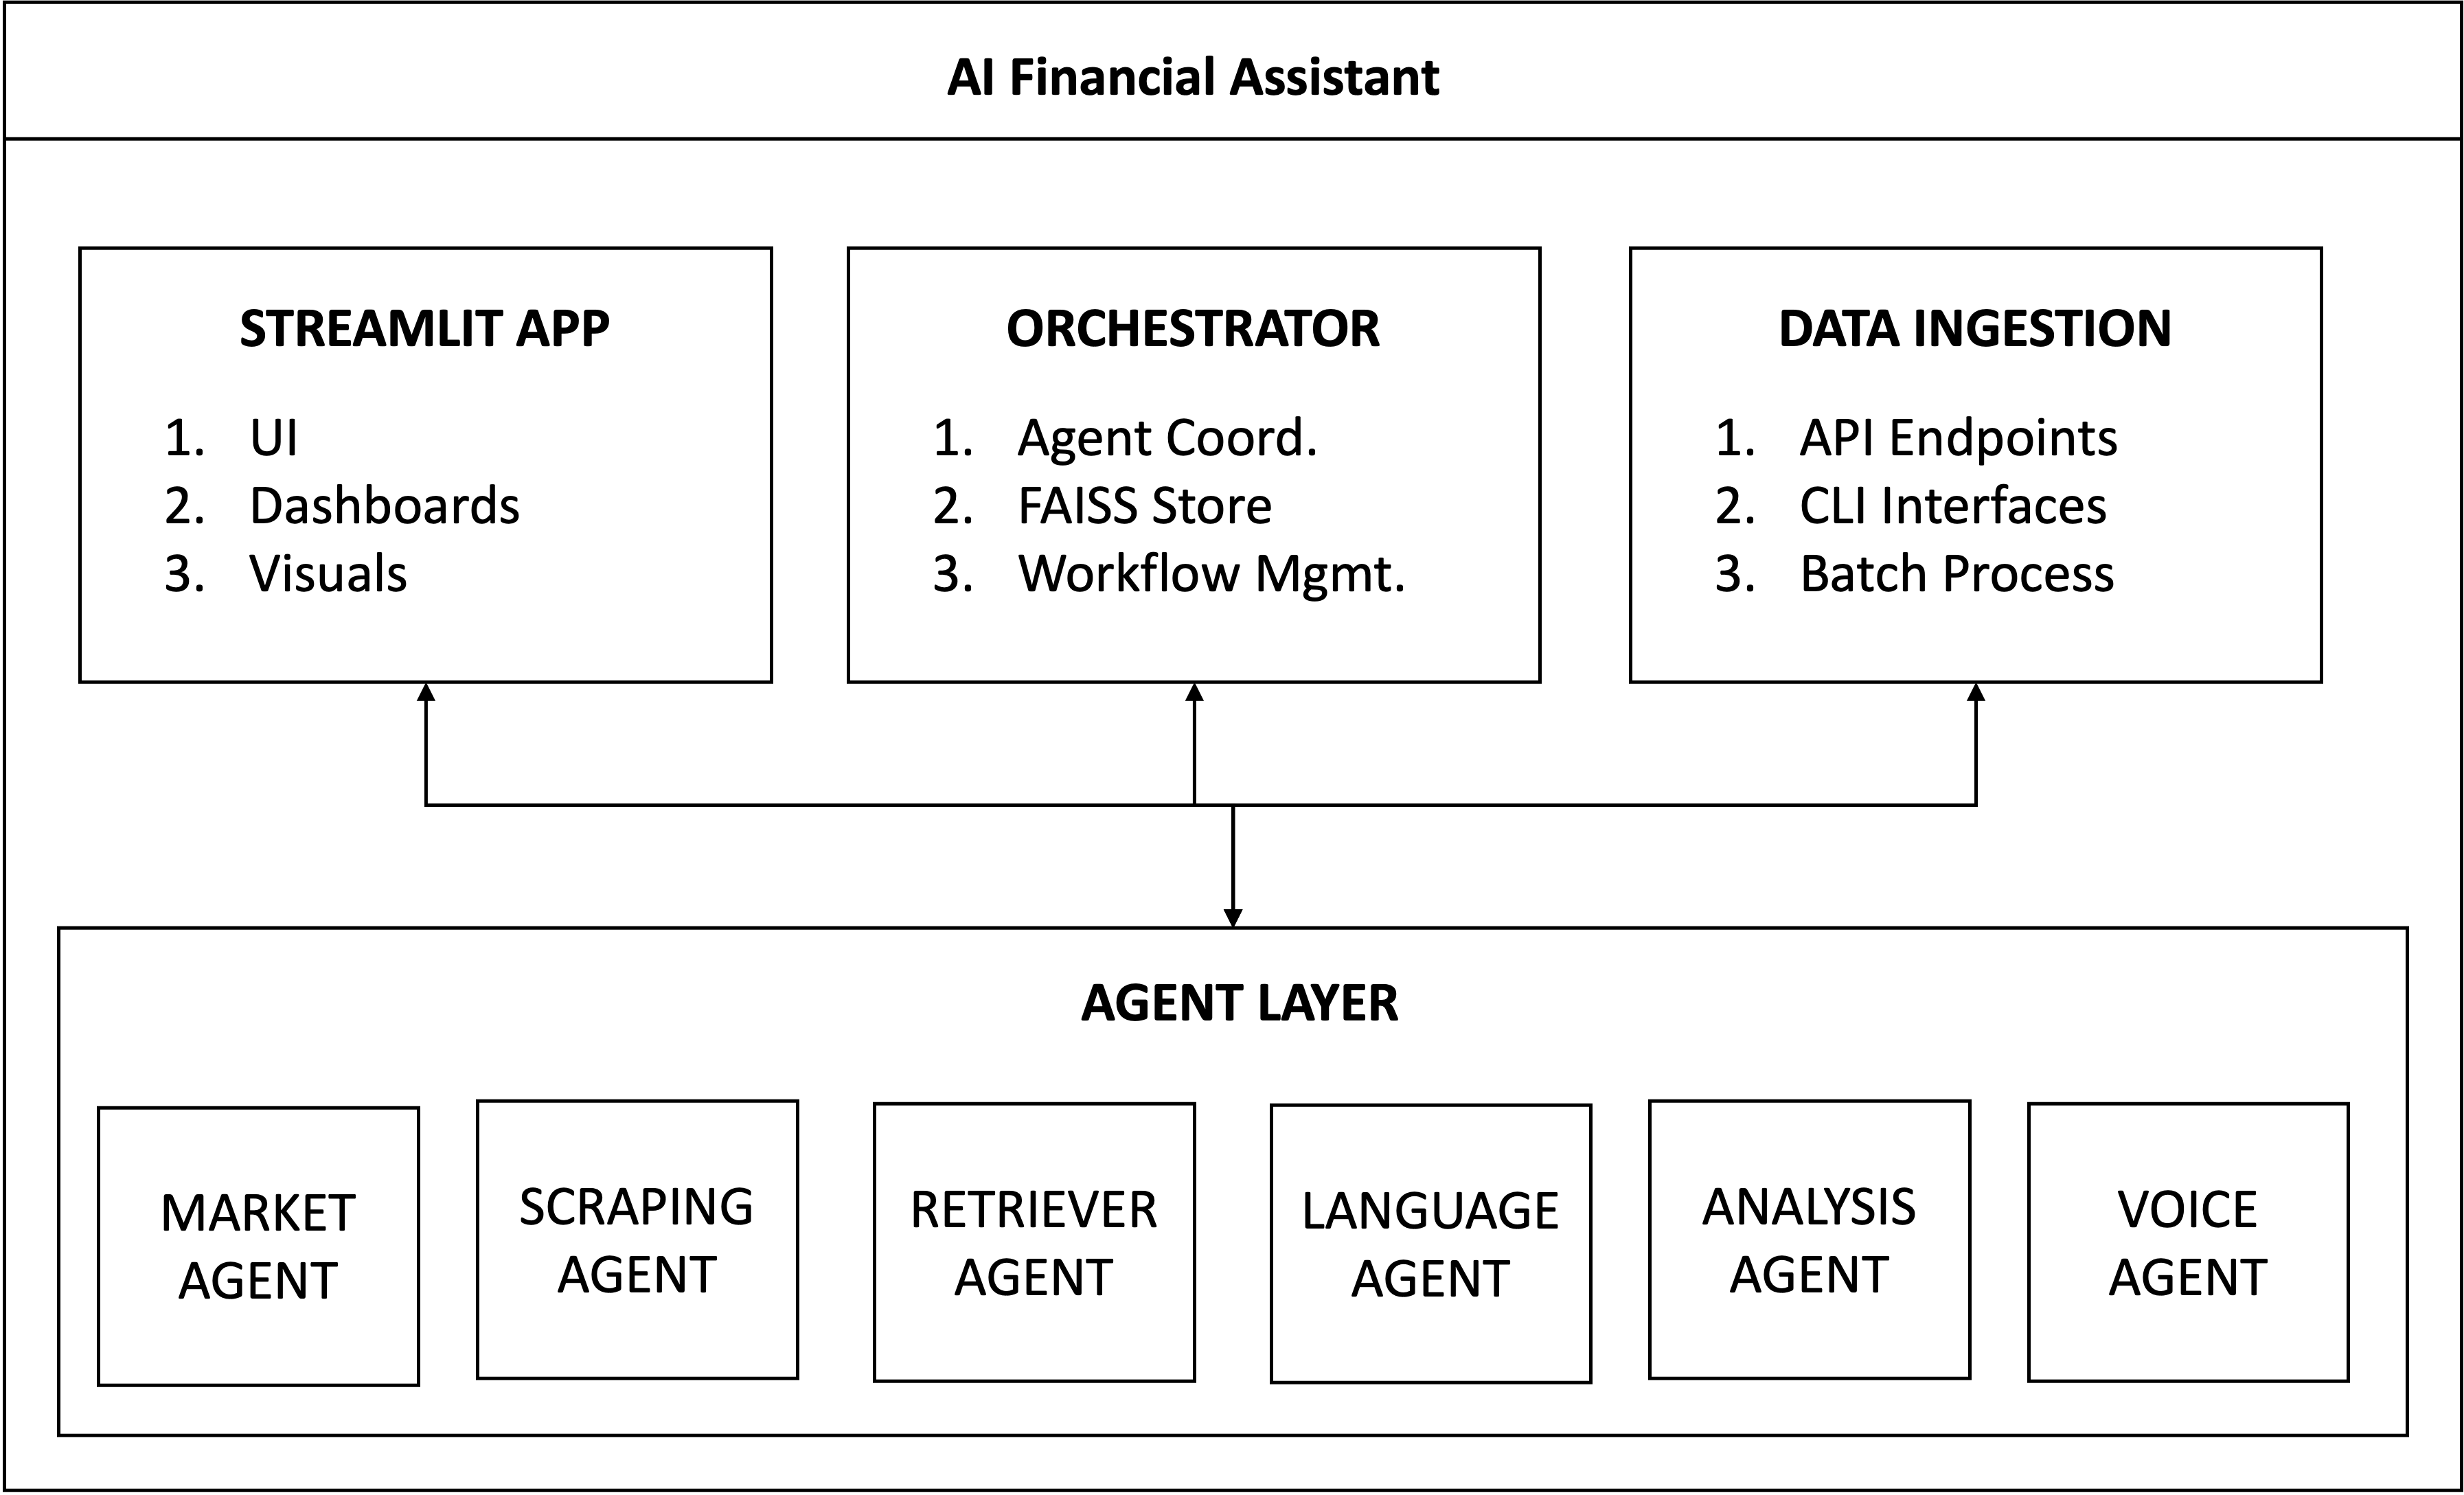 AI Financial Assistant
STREAMLIT APP
1. UI
2. Dashboards
3. Visuals
ORCHESTRATOR
1. Agent Coord.
2. FAISS Store
3. Workflow Mgmt.
DATA INGESTION
1. API Endpoints
2. CLI Interfaces
3. Batch Process
AGENT LAYER
MARKET
AGENT
SCRAPING
AGENT
RETRIEVER
AGENT
LANGUAGE
AGENT
ANALYSIS
AGENT
VOICE
AGENT